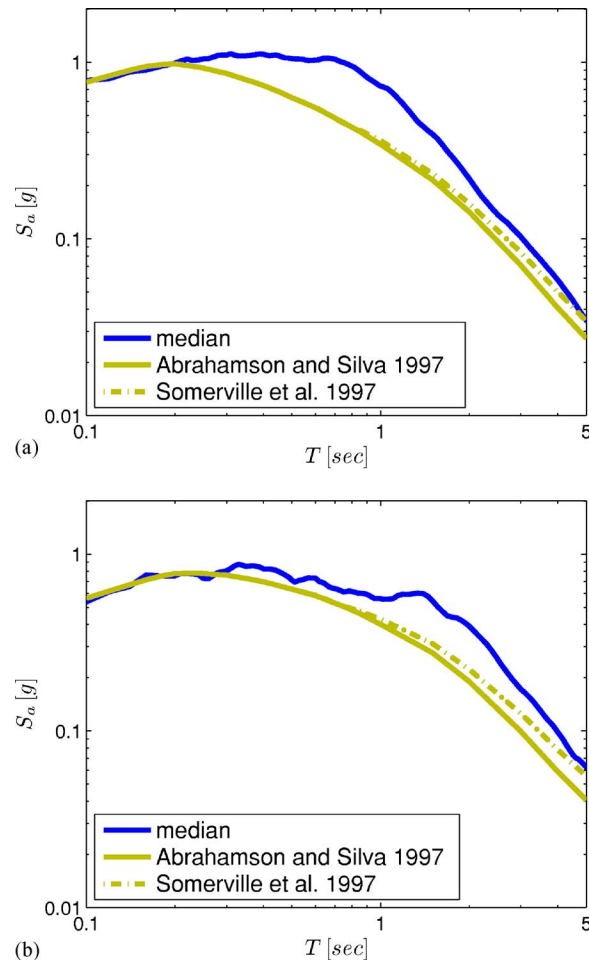 1
0.1
0.01
S_a [g]
median
Abrahamson and Silva 1997
Somerville et al. 1997
0.1 1 5
T [sec]
(a)
1
0.1
0.01
S_a [g]
median
Abrahamson and Silva 1997
Somerville et al. 1997
0.1 1 5
T [sec]
(b)